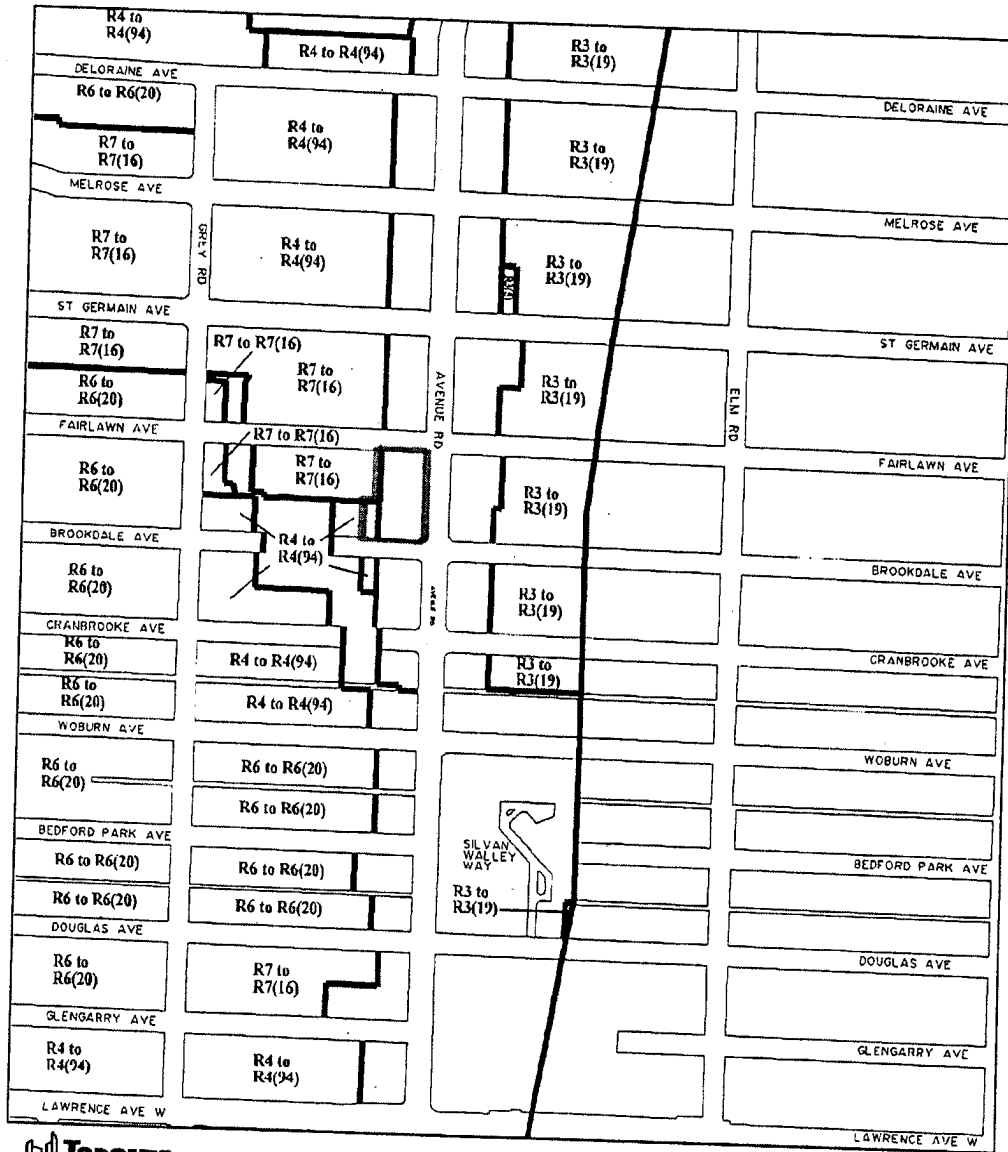 R4 to
R4(94)
R4 to R4(94)
R3 to
R3(19)
DELORAINE AVE
DELORAINE AVE
R6 to R6(20)
R7 to
R7(16)
R4 to
R4(94)
R3 to
R3(19)
MELROSE AVE
MELROSE AVE
R7 to
R7(16)
GREY RD
R4 to
R4(94)
R3 to
R3(19)
ST GERMAIN AVE
ST GERMAIN AVE
R7 to
R7(16)
R6 to
R6(20)
R7 to R7(16)
R7 to
R7(16)
AVENUE RD
R3 to
R3(19)
ELM RD
FAIRLAWN AVE
FAIRLAWN AVE
R6 to
R6(20)
R7 to R7(16)
R7 to
R7(16)
R3 to
R3(19)
BROOKDALE AVE
BROOKDALE AVE
R4 to
R4(94)
R6 to
R6(20)
AVENUE RD
R3 to
R3(19)
CRANBROOKE AVE
CRANBROOKE AVE
R6 to
R6(20)
R4 to R4(94)
R3 to
R3(19)
R6 to
R6(20)
R4 to R4(94)
WOBURN AVE
WOBURN AVE
R6 to
R6(20)
R6 to R6(20)
R6 to R6(20)
BEDFORD PARK AVE
BEDFORD PARK AVE
SILVAN
WALLEY
WAY
R6 to R6(20)
R6 to R6(20)
R3 to
R3(19)
R6 to R6(20)
R6 to R6(20)
DOUGLAS AVE
DOUGLAS AVE
R6 to
R6(20)
R7 to
R7(16)
GLENGARRY AVE
GLENGARRY AVE
R4 to
R4(94)
R4 to
R4(94)
LAWRENCE AVE W
LAWRENCE AVE W
TORONTO